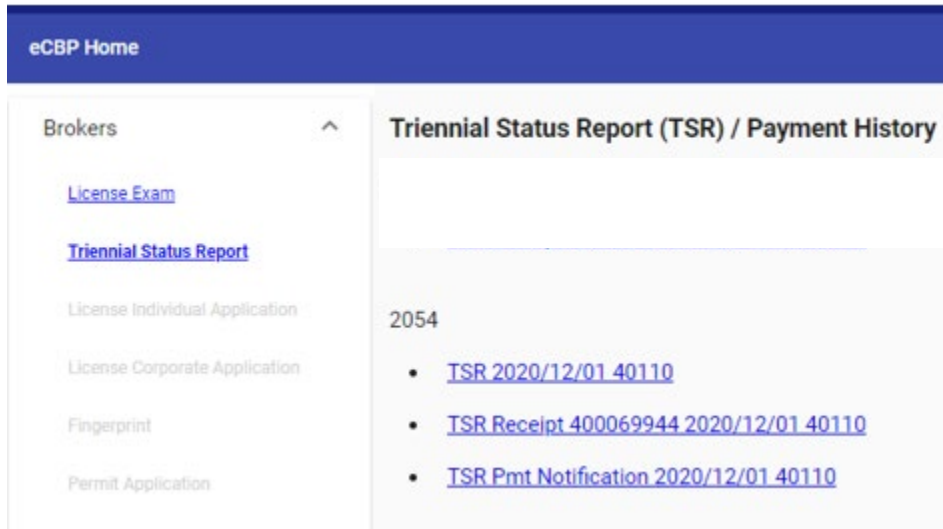 eCBP Home
Brokers
License Exam
Triennial Status Report
License Individual Application
License Corporate Application
Fingerprint
Permit Application
Triennial Status Report (TSR) / Payment History
2054
• TSR 2020/12/01 40110
• TSR Receipt 400069944 2020/12/01 40110
• TSR Pmt Notification 2020/12/01 40110